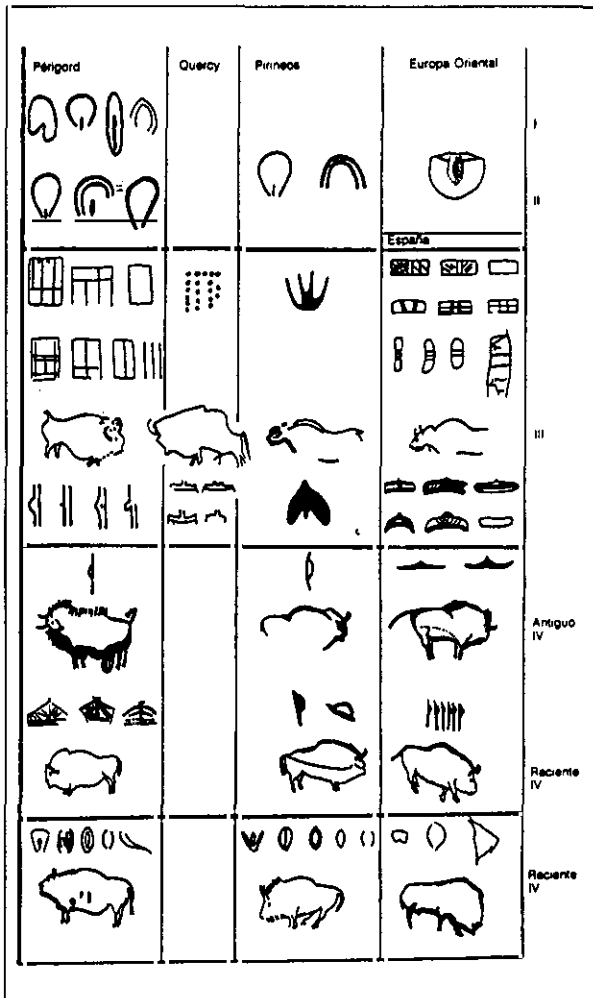 Périgord Quercy Pirineos Europa Oriental
I
II
España
III
Antiguo
IV
Reciente
IV
Reciente
IV